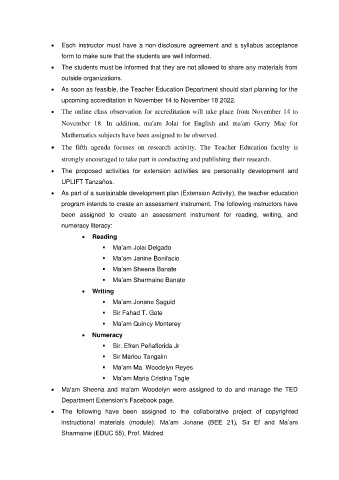 • Each instructor must have a non-disclosure agreement and a syllabus acceptance
form to make sure that the students are well informed.
• The students must be informed that they are not allowed to share any materials from
outside organizations.
• As soon as feasible, the Teacher Education Department should start planning for the
upcoming accreditation in November 14 to November 18 2022.
• The online class observation for accreditation will take place from November 14 to
November 18. In addition, ma'am Jolai for English and ma'am Gerry Mae for
Mathematics subjects have been assigned to be observed.
• The fifth agenda focuses on research activity. The Teacher Education faculty is
strongly encouraged to take part in conducting and publishing their research.
• The proposed activities for extension activities are personality development and
UPLIFT Tanzaños.
• As part of a sustainable development plan (Extension Activity), the teacher education
program intends to create an assessment instrument. The following instructors have
been assigned to create an assessment instrument for reading, writing, and
numeracy literacy:
• Reading
▪ Ma'am Jolai Delgado
▪ Ma'am Janine Bonifacio
▪ Ma'am Sheena Banate
▪ Ma'am Sharmaine Banate
• Writing
▪ Ma'am Jonane Saguid
▪ Sir Fahad T. Gote
▪ Ma'am Quincy Monterey
• Numeracy
▪ Sir. Efren Peñaflorida Jr
▪ Sir Marlou Tangalin
▪ Ma'am Ma. Woodelyn Reyes
▪ Ma'am Maria Cristina Tagle
• Ma'am Sheena and ma'am Woodelyn were assigned to do and manage the TED
Department Extension's Facebook page.
• The following have been assigned to the collaborative project of copyrighted
instructional materials (module): Ma'am Jonane (BEE 21), Sir Ef and Ma'am
Sharmaine (EDUC 55), Prof. Mildred